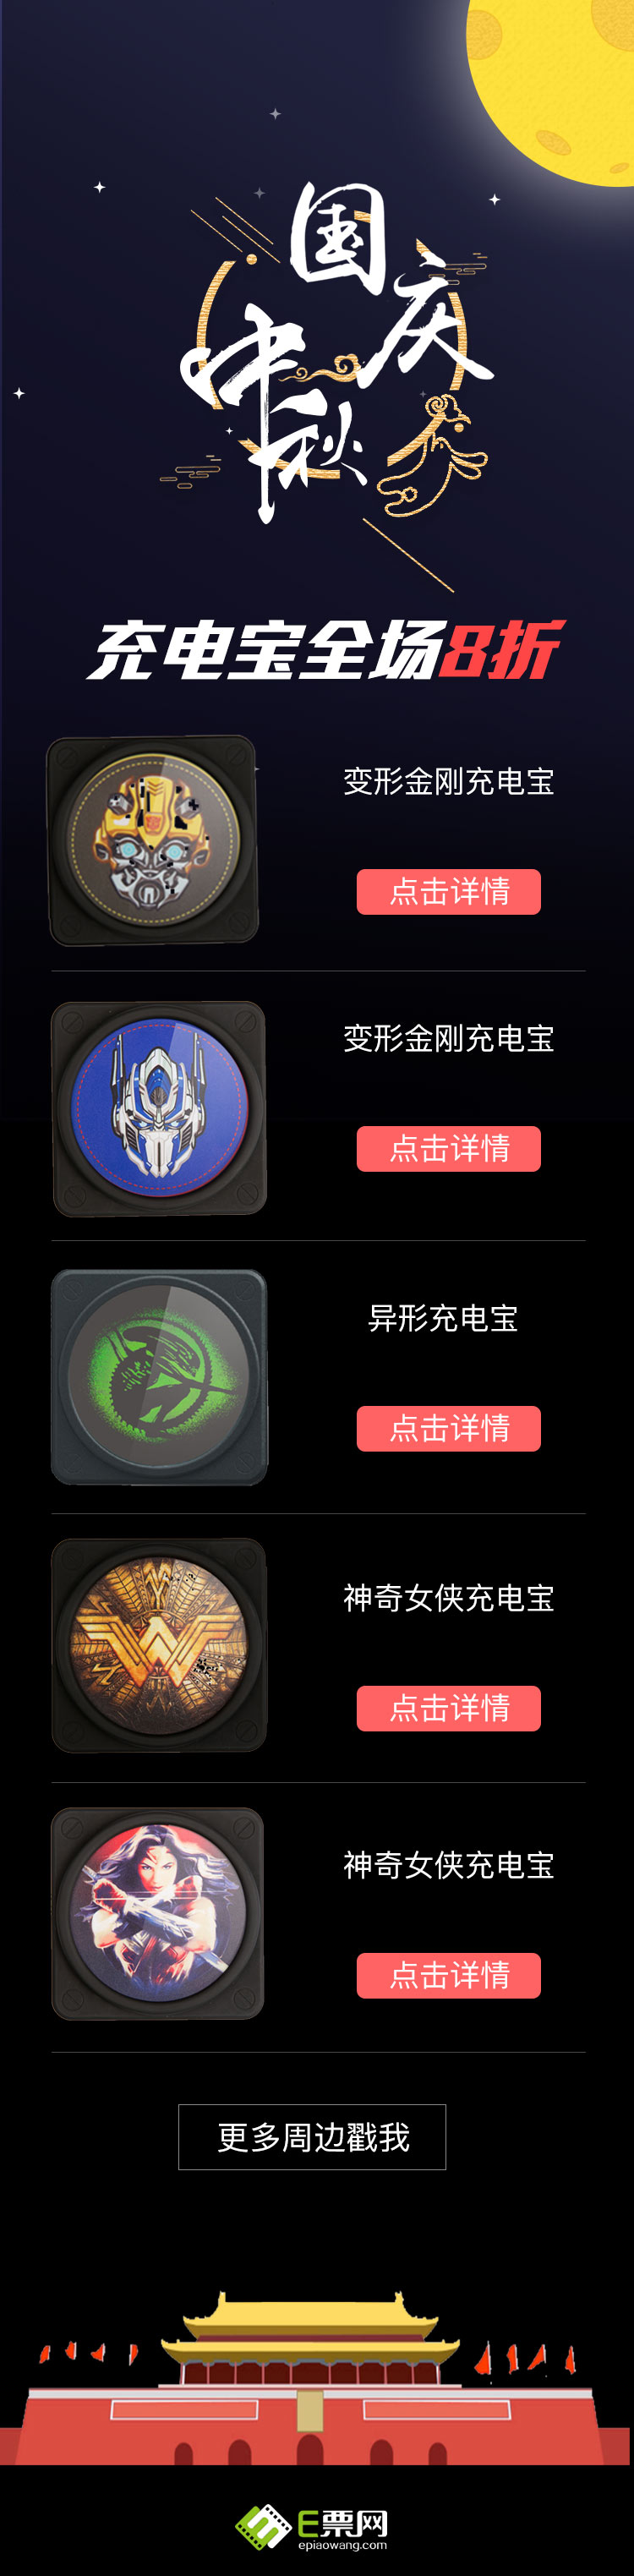 国庆
中秋
充电宝全场8折
变形金刚充电宝
点击详情
变形金刚充电宝
点击详情
异形充电宝
点击详情
神奇女侠充电宝
点击详情
神奇女侠充电宝
点击详情
更多周边戳我
E票网
epiaowang.com